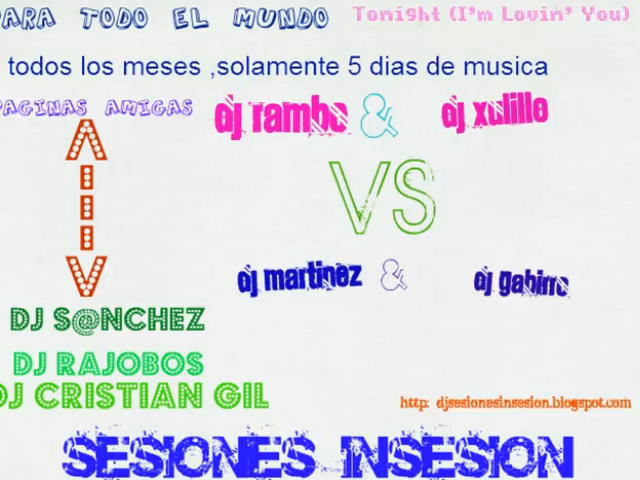 PARA TODO EL MUNDO
Tonight (I'm Lovin' You)
todos los meses ,solamente 5 dias de musica
PAGINAS AMIGAS
dj rambo & dj xulillo
VS
dj martinez & dj gabirro
DJ S@NCHEZ
DJ RAJOBOS
DJ CRISTIAN GIL
http: djsesionesinsesion.blogspot.com
SESIONES INSESION